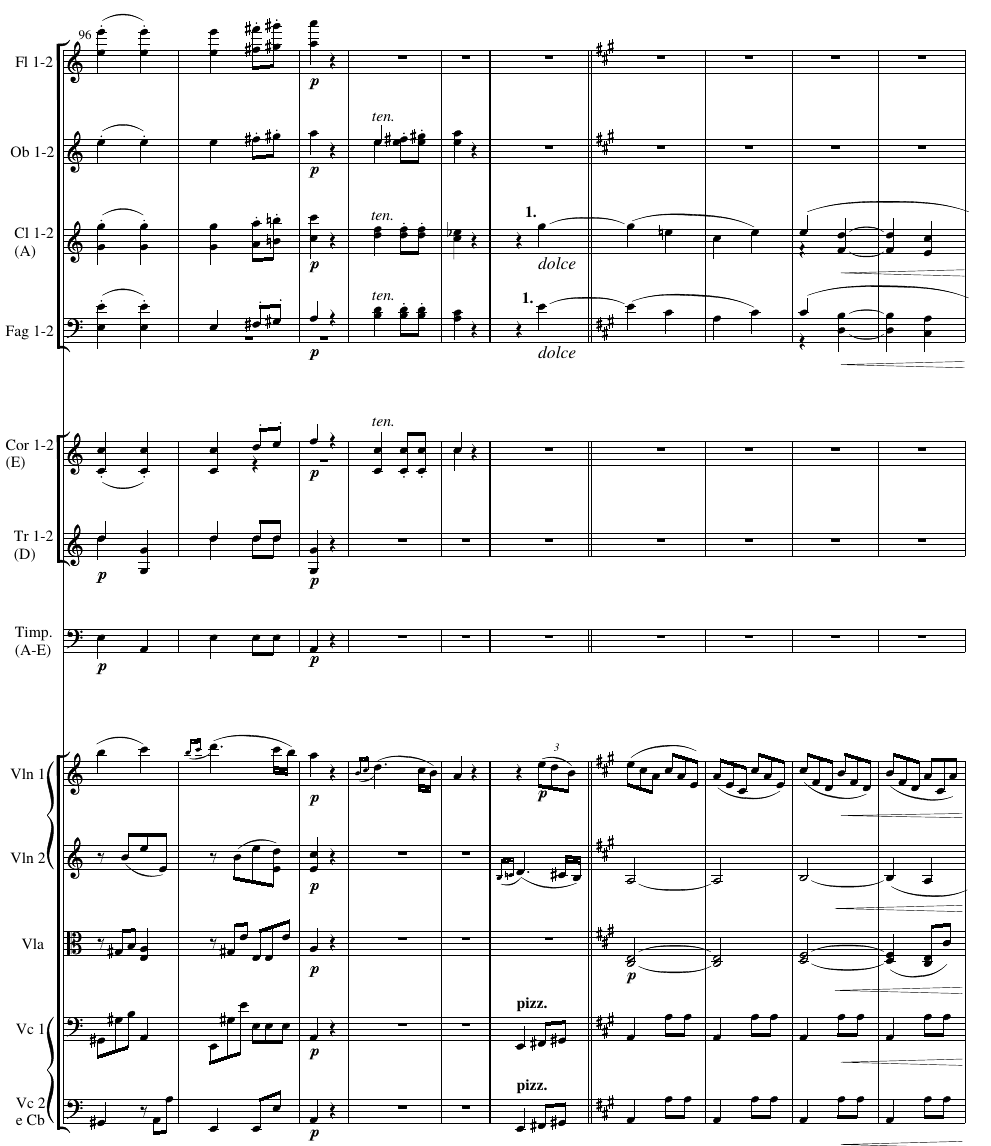 96
Fl 1-2
p
ten.
Ob 1-2
p
ten.
1.
Cl 1-2
(A)
p
dolce
ten.
1.
Fag 1-2
p
dolce
ten.
Cor 1-2
(E)
p
Tr 1-2
(D)
p
p
Timp.
(A-E)
p
p
3
Vln 1
p
p
Vln 2
p
Vla
p
p
pizz.
Vc 1
p
pizz.
Vc 2
e Cb
p